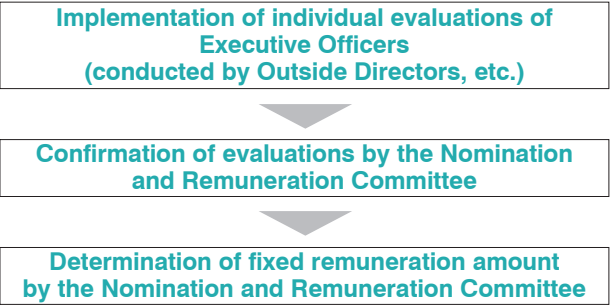 Implementation of individual evaluations of
Executive Officers
(conducted by Outside Directors, etc.)
Confirmation of evaluations by the Nomination
and Remuneration Committee
Determination of fixed remuneration amount
by the Nomination and Remuneration Committee